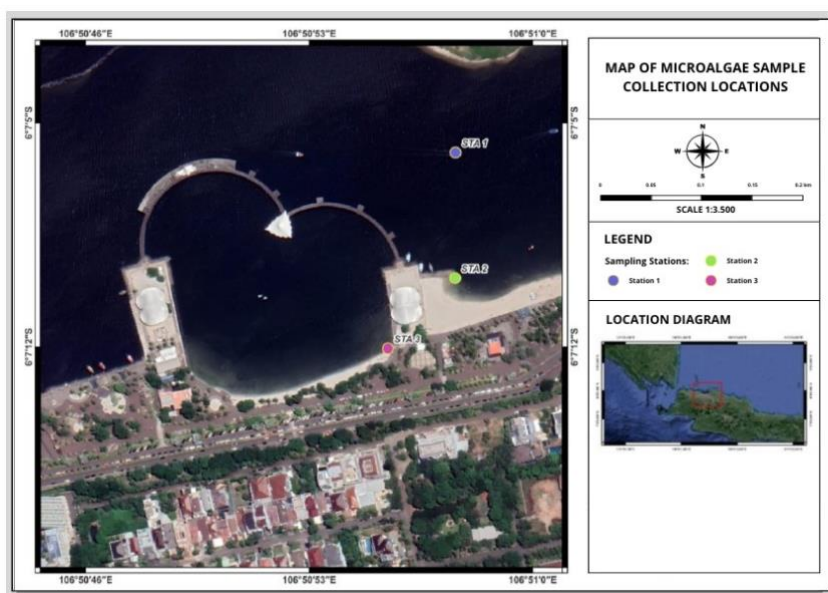 106°50'46"E 106°50'53"E 106°51'0"E
6°7'5"S
6°7'5"S
STA 1
STA 2
STA 3
6°7'12"S
6°7'12"S
106°50'46"E 106°50'53"E 106°51'0"E
MAP OF MICROALGAE SAMPLE
COLLECTION LOCATIONS
N
W E
S
0 0.05 0.1 0.15 0.2 km
SCALE 1:3.500
LEGEND
Sampling Stations:
Station 2
Station 1
Station 3
LOCATION DIAGRAM